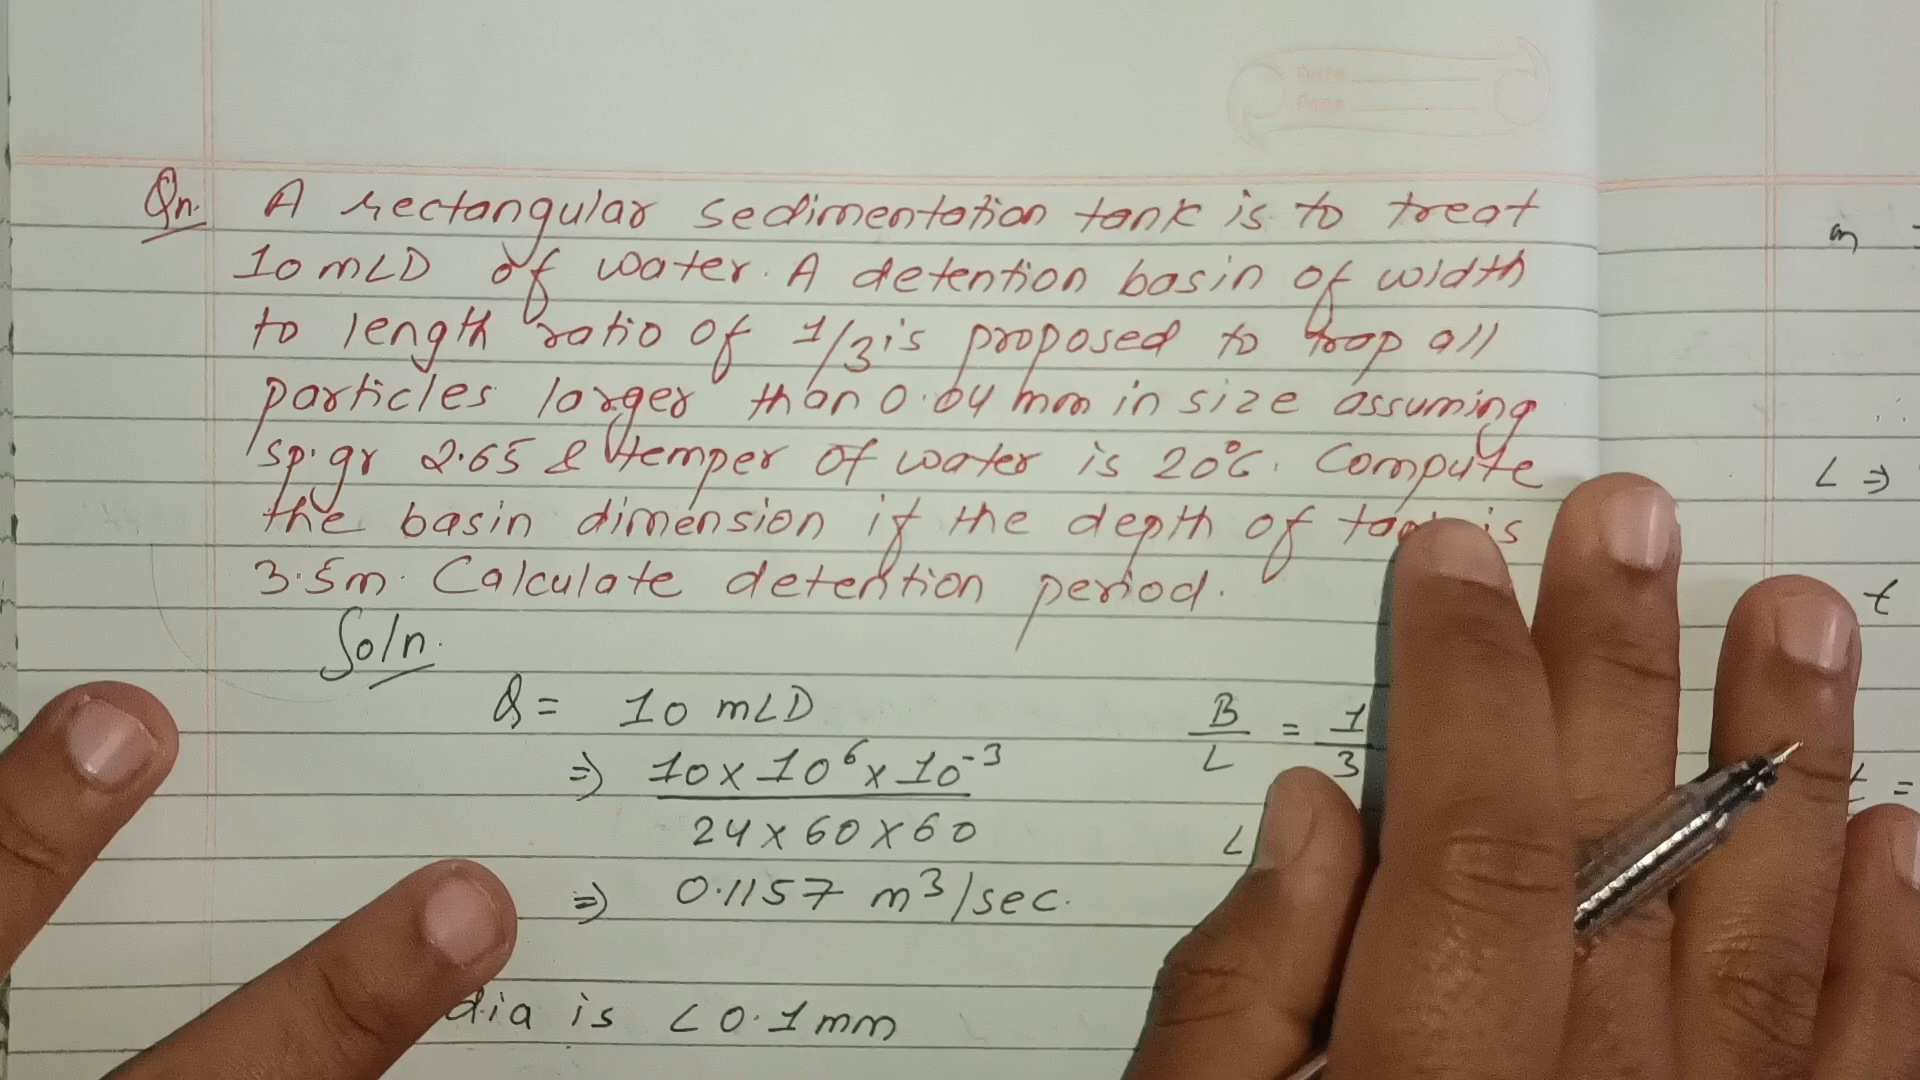 Qn. A rectangular sedimentation tank is to treat
10 MLD of water. A detention basin of width
to length ratio of 1/3 is proposed to trap all
particles larger than 0.04 mm in size assuming
sp.gr 2.65 & temper of water is 20°C. Compute
the basin dimension if the depth of tank is
3.5m. Calculate detention period.
Soln.
Q = 10 MLD
⇒ 10 x 10⁶ x 10⁻³
24 x 60 x 60
⇒ 0.1157 m³/sec.
dia is < 0.1 mm
B/L = 1/3
L
L ⇒
t
t =